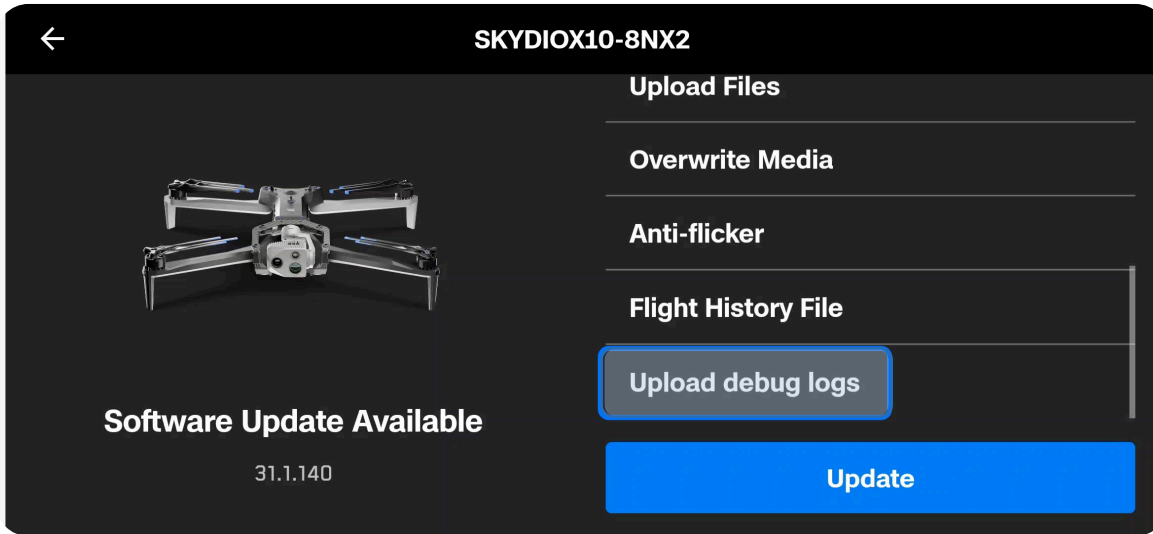 SKYDIOX10-8NX2
Upload Files
Overwrite Media
Anti-flicker
Flight History File
Upload debug logs
Software Update Available
31.1.140
Update